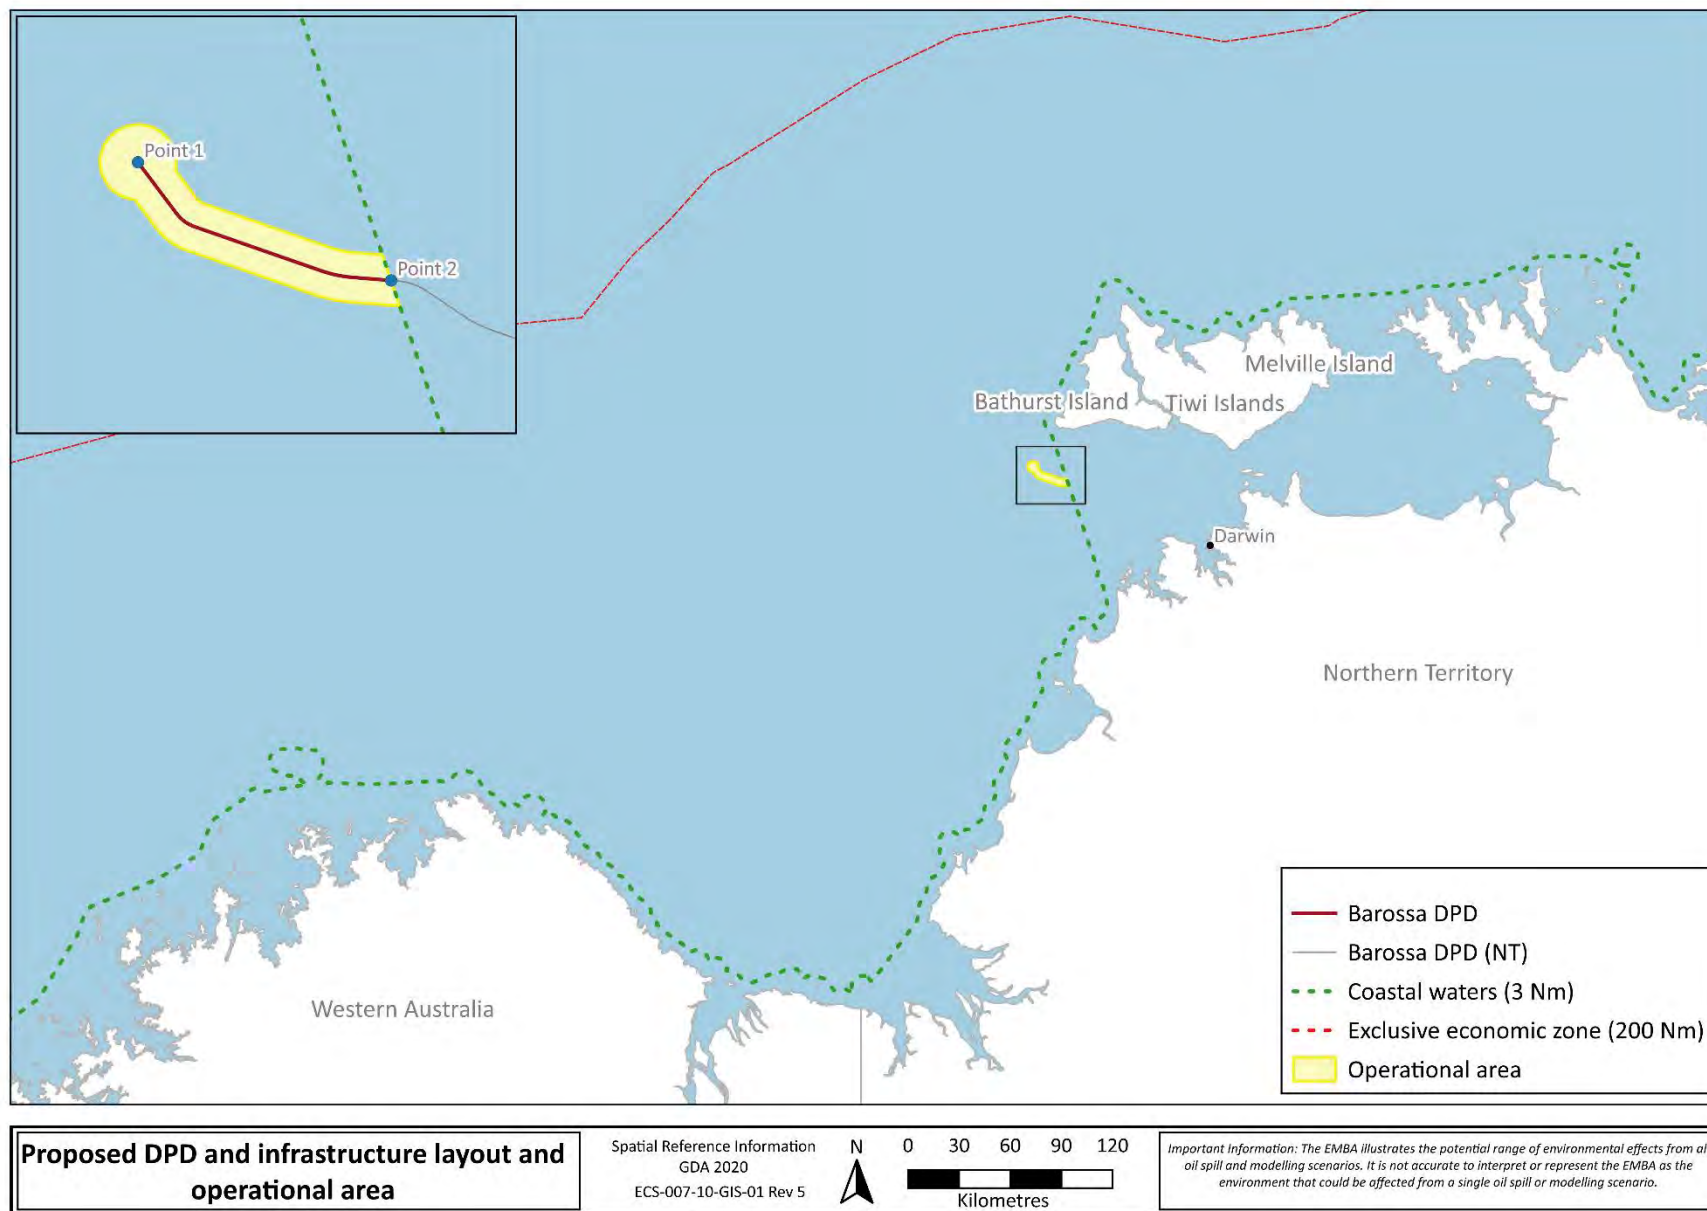 Point 1
Point 2
Melville Island
Bathurst Island
Tiwi Islands
Darwin
Northern Territory
Western Australia
Barossa DPD
Barossa DPD (NT)
Coastal waters (3 Nm)
Exclusive economic zone (200 Nm)
Operational area
Proposed DPD and infrastructure layout and
operational area
Spatial Reference Information
GDA 2020
ECS-007-10-GIS-01 Rev 5
N
0 30 60 90 120
Kilometres
Important Information: The EMBA illustrates the potential range of environmental effects from al
oil spill and modelling scenarios. It is not accurate to interpret or represent the EMBA as the
environment that could be affected from a single oil spill or modelling scenario.